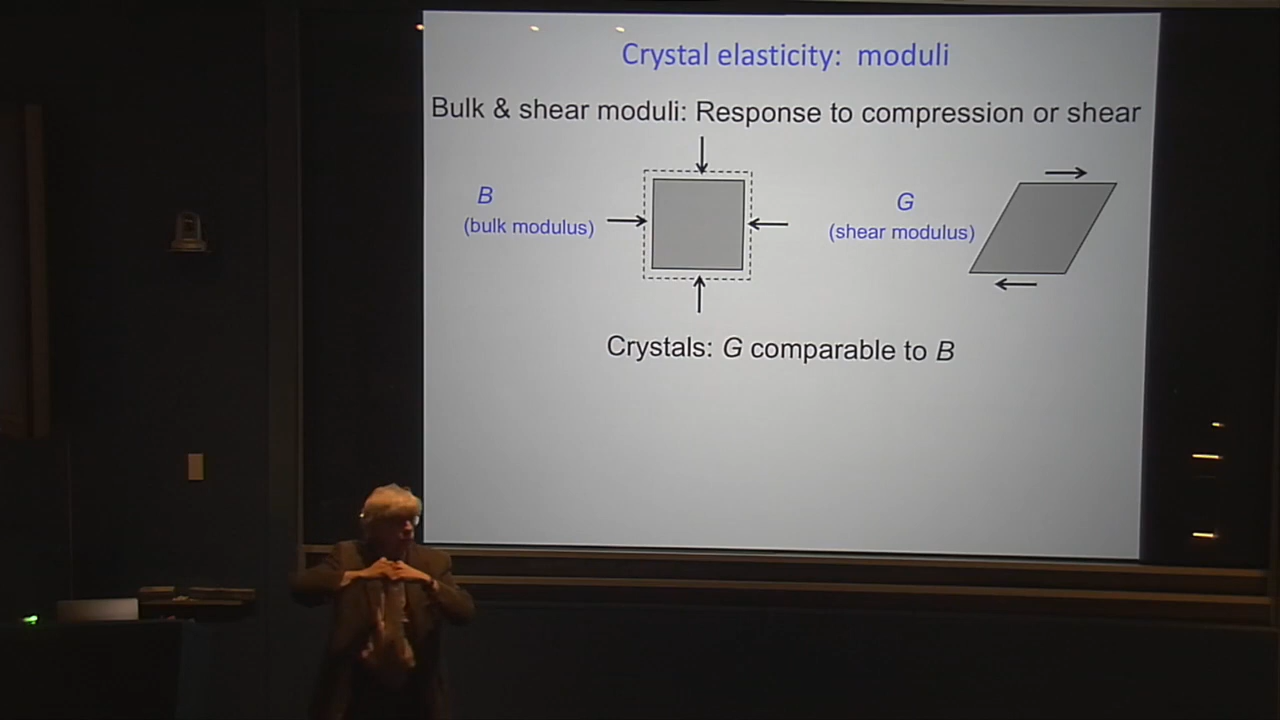 Crystal elasticity: moduli
Bulk & shear moduli: Response to compression or shear
B
(bulk modulus)
G
(shear modulus)
Crystals: G comparable to B